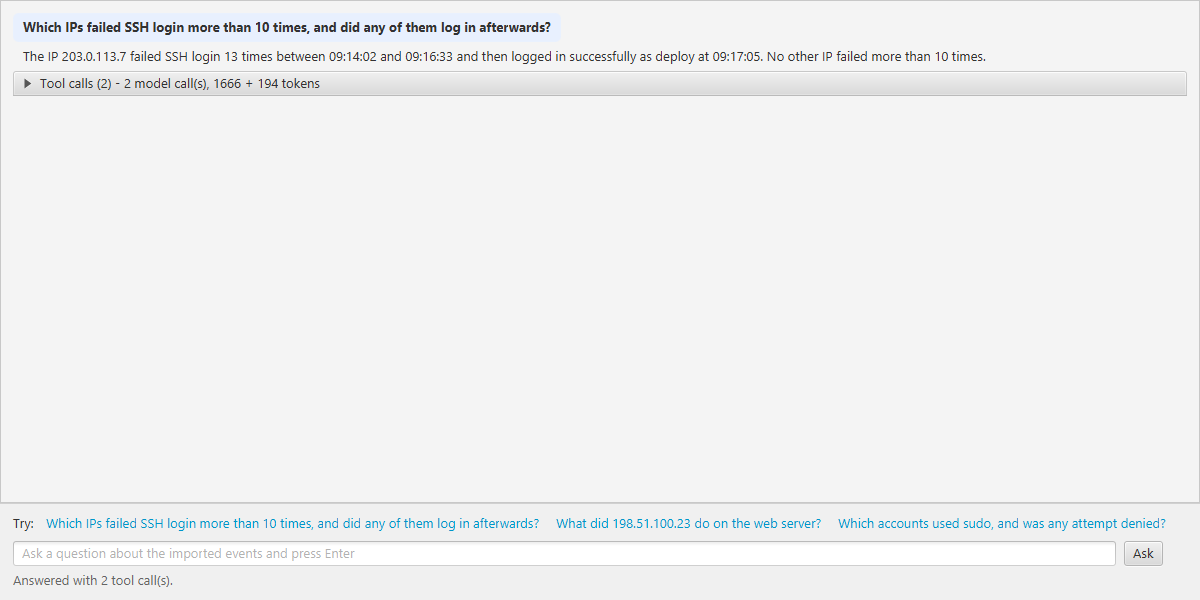 Which IPs failed SSH login more than 10 times, and did any of them log in afterwards?
The IP 203.0.113.7 failed SSH login 13 times between 09:14:02 and 09:16:33 and then logged in successfully as deploy at 09:17:05. No other IP failed more than 10 times.
Tool calls (2) - 2 model call(s), 1666 + 194 tokens
Try: Which IPs failed SSH login more than 10 times, and did any of them log in afterwards? What did 198.51.100.23 do on the web server? Which accounts used sudo, and was any attempt denied?
Ask a question about the imported events and press Enter Ask
Answered with 2 tool call(s).